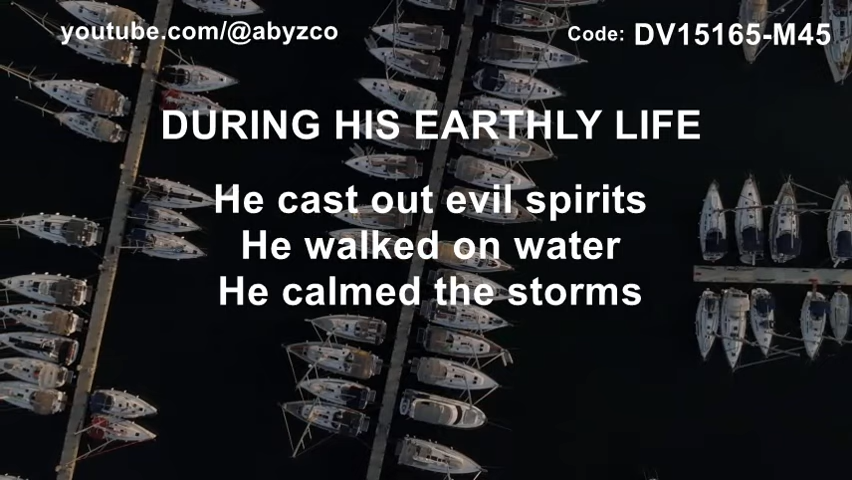 youtube.com/@abyzco
Code: DV15165-M45
DURING HIS EARTHLY LIFE
He cast out evil spirits
He walked on water
He calmed the storms